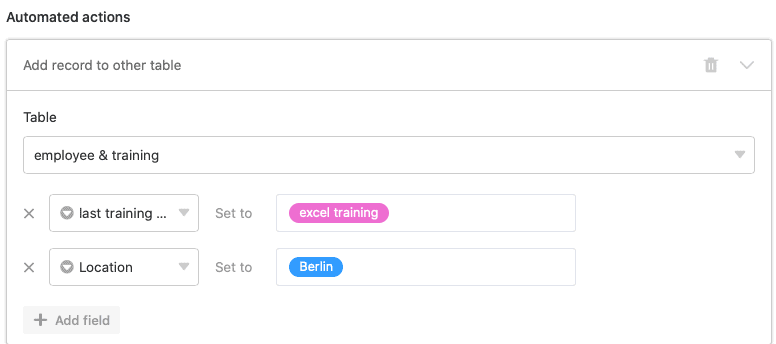 Automated actions
Add record to other table
Table
employee & training
last training ... Set to excel training
Location Set to Berlin
Add field